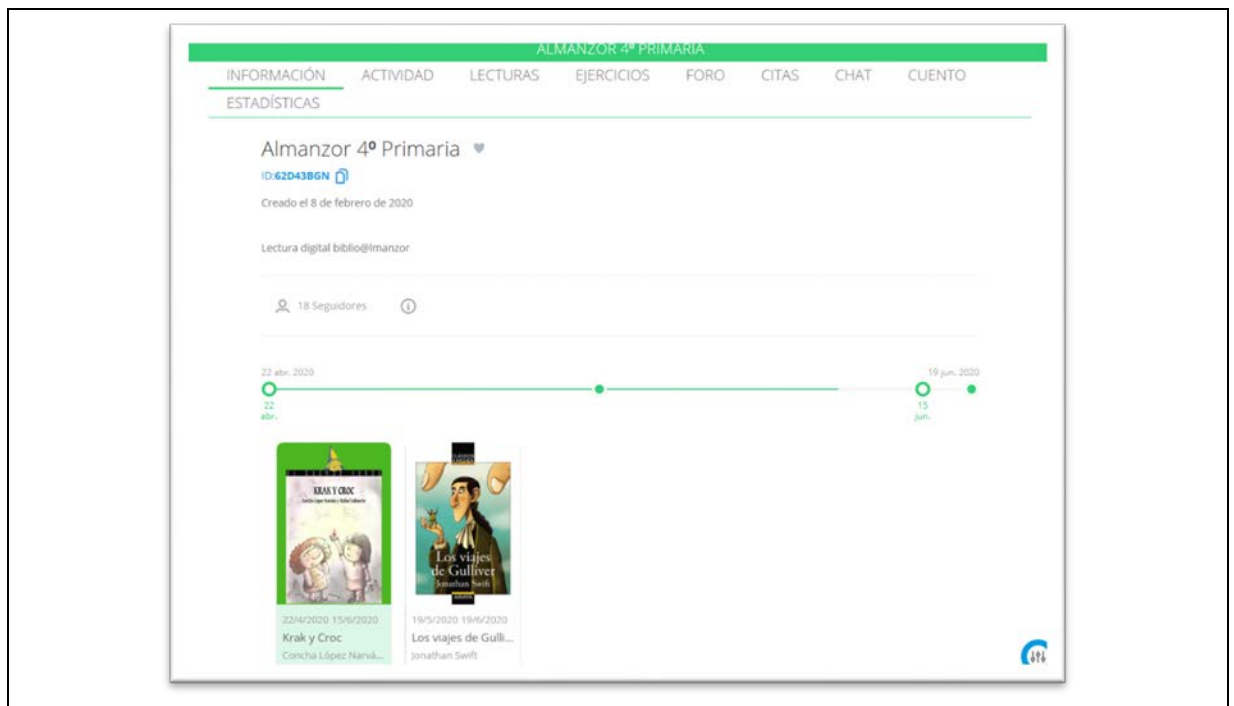 ALMANZOR 4º PRIMARIA
INFORMACIÓN ACTIVIDAD LECTURAS EJERCICIOS FORO CITAS CHAT CUENTO
ESTADÍSTICAS
Almanzor 4º Primaria
ID:62D43BGN
Creado el 8 de febrero de 2020
Lectura digital biblio@lmanzor
18 Seguidores
22 abr. 2020 19 jun. 2020
22 15
abr. jun.
KRAK Y CROC
Los viajes
de Gulliver
Jonathan Swift
22/4/2020 15/6/2020 19/5/2020 19/6/2020
Krak y Croc Los viajes de Gulli...
Concha López Narvá... Jonathan Swift